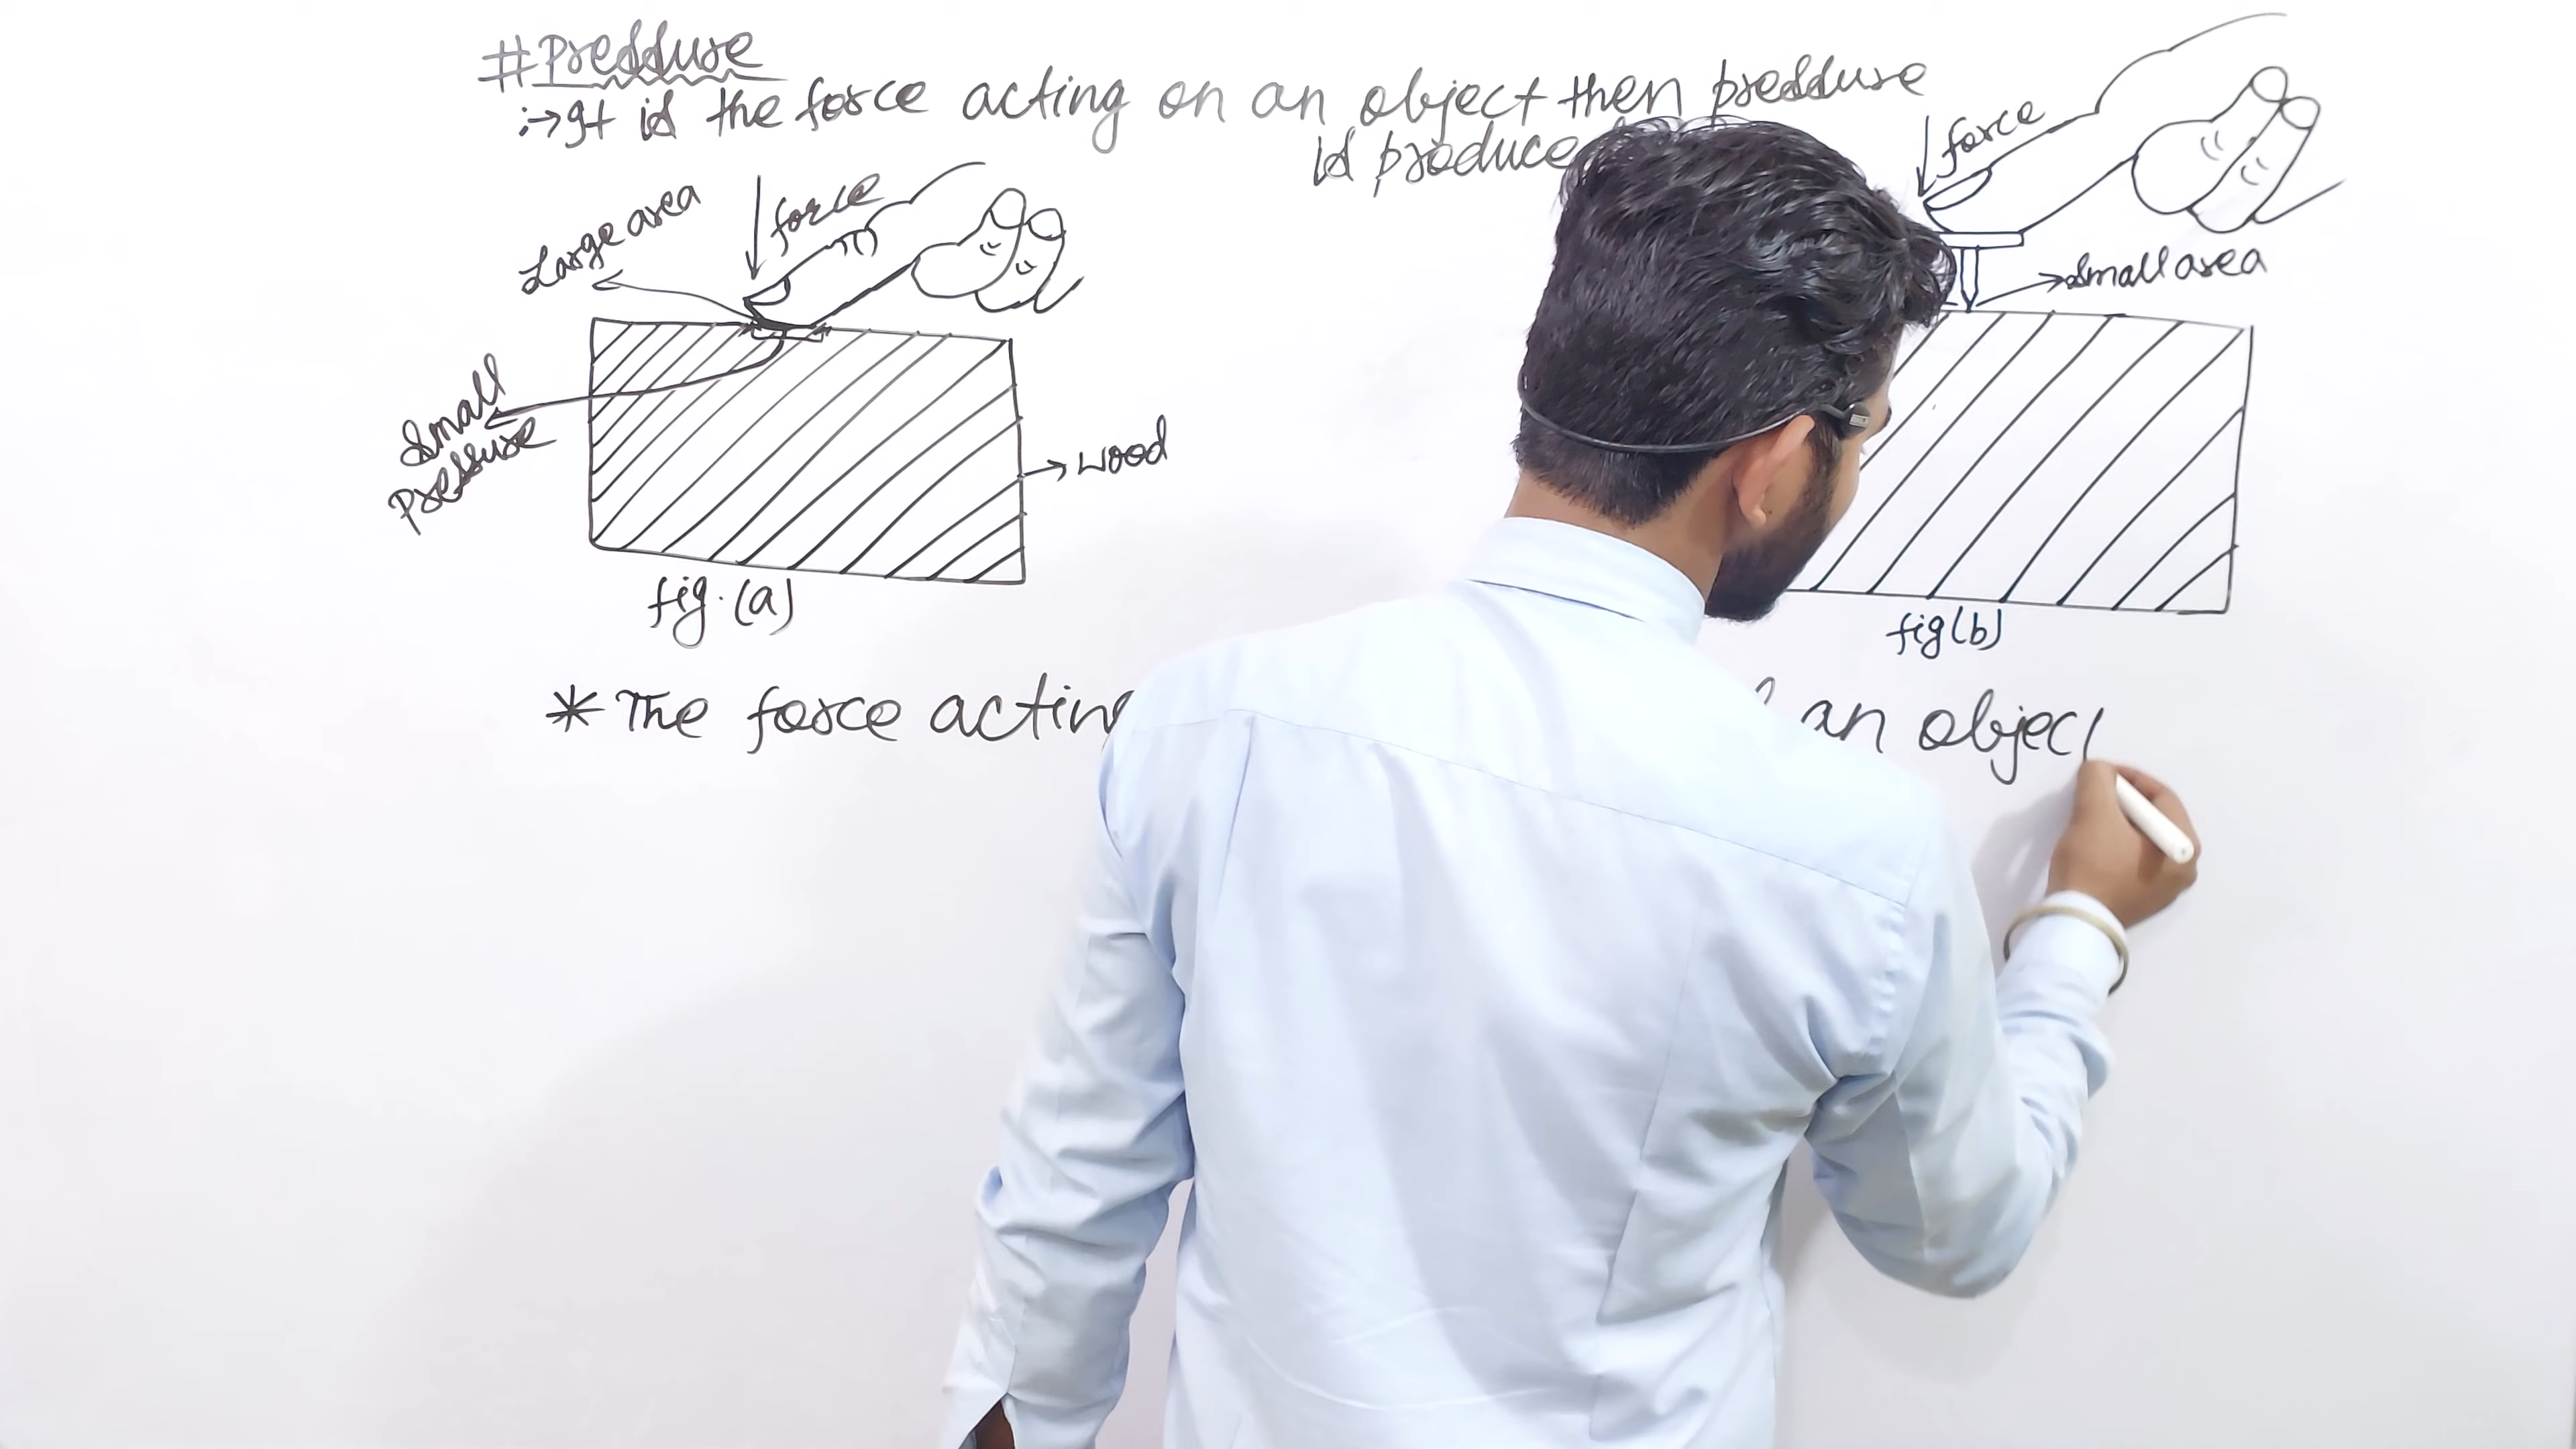 # Pressure
:→ It is the force acting on an object then pressure
is produce
Large area
force
small
pressure
wood
fig. (a)
force
small area
fig (b)
* The force acting
an object